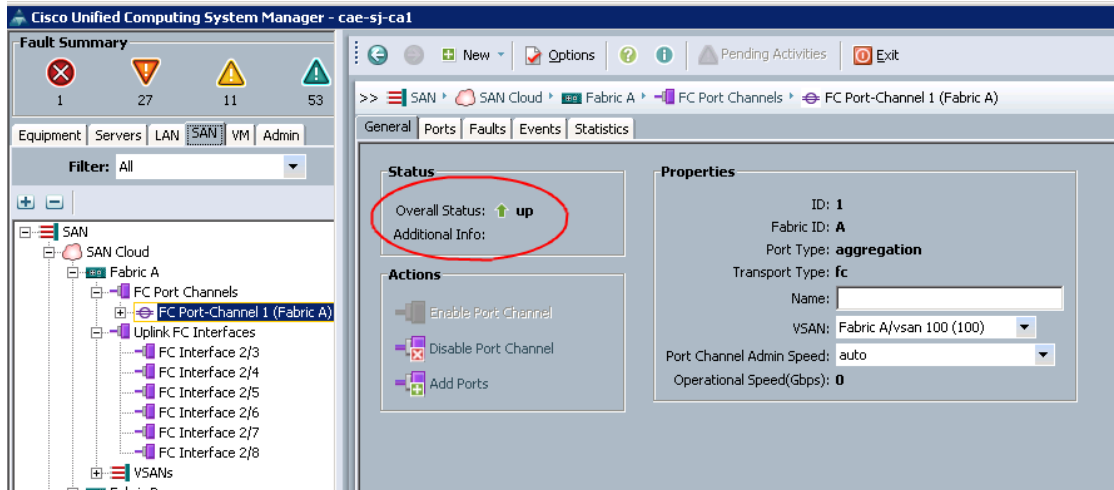 Cisco Unified Computing System Manager - cae-sj-ca1
Fault Summary
1 27 11 53
New Options Pending Activities Exit
>> SAN SAN Cloud Fabric A FC Port Channels FC Port-Channel 1 (Fabric A)
Equipment Servers LAN SAN VM Admin
Filter: All
SAN
SAN Cloud
Fabric A
FC Port Channels
FC Port-Channel 1 (Fabric A)
Uplink FC Interfaces
FC Interface 2/3
FC Interface 2/4
FC Interface 2/5
FC Interface 2/6
FC Interface 2/7
FC Interface 2/8
VSANs
General Ports Faults Events Statistics
Status
Overall Status: up
Additional Info:
Actions
Enable Port Channel
Disable Port Channel
Add Ports
Properties
ID: 1
Fabric ID: A
Port Type: aggregation
Transport Type: fc
Name:
VSAN: Fabric A/vsan 100 (100)
Port Channel Admin Speed: auto
Operational Speed(Gbps): 0